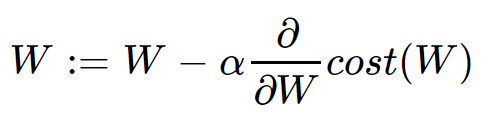 W := W − α ∂/∂W cost(W)